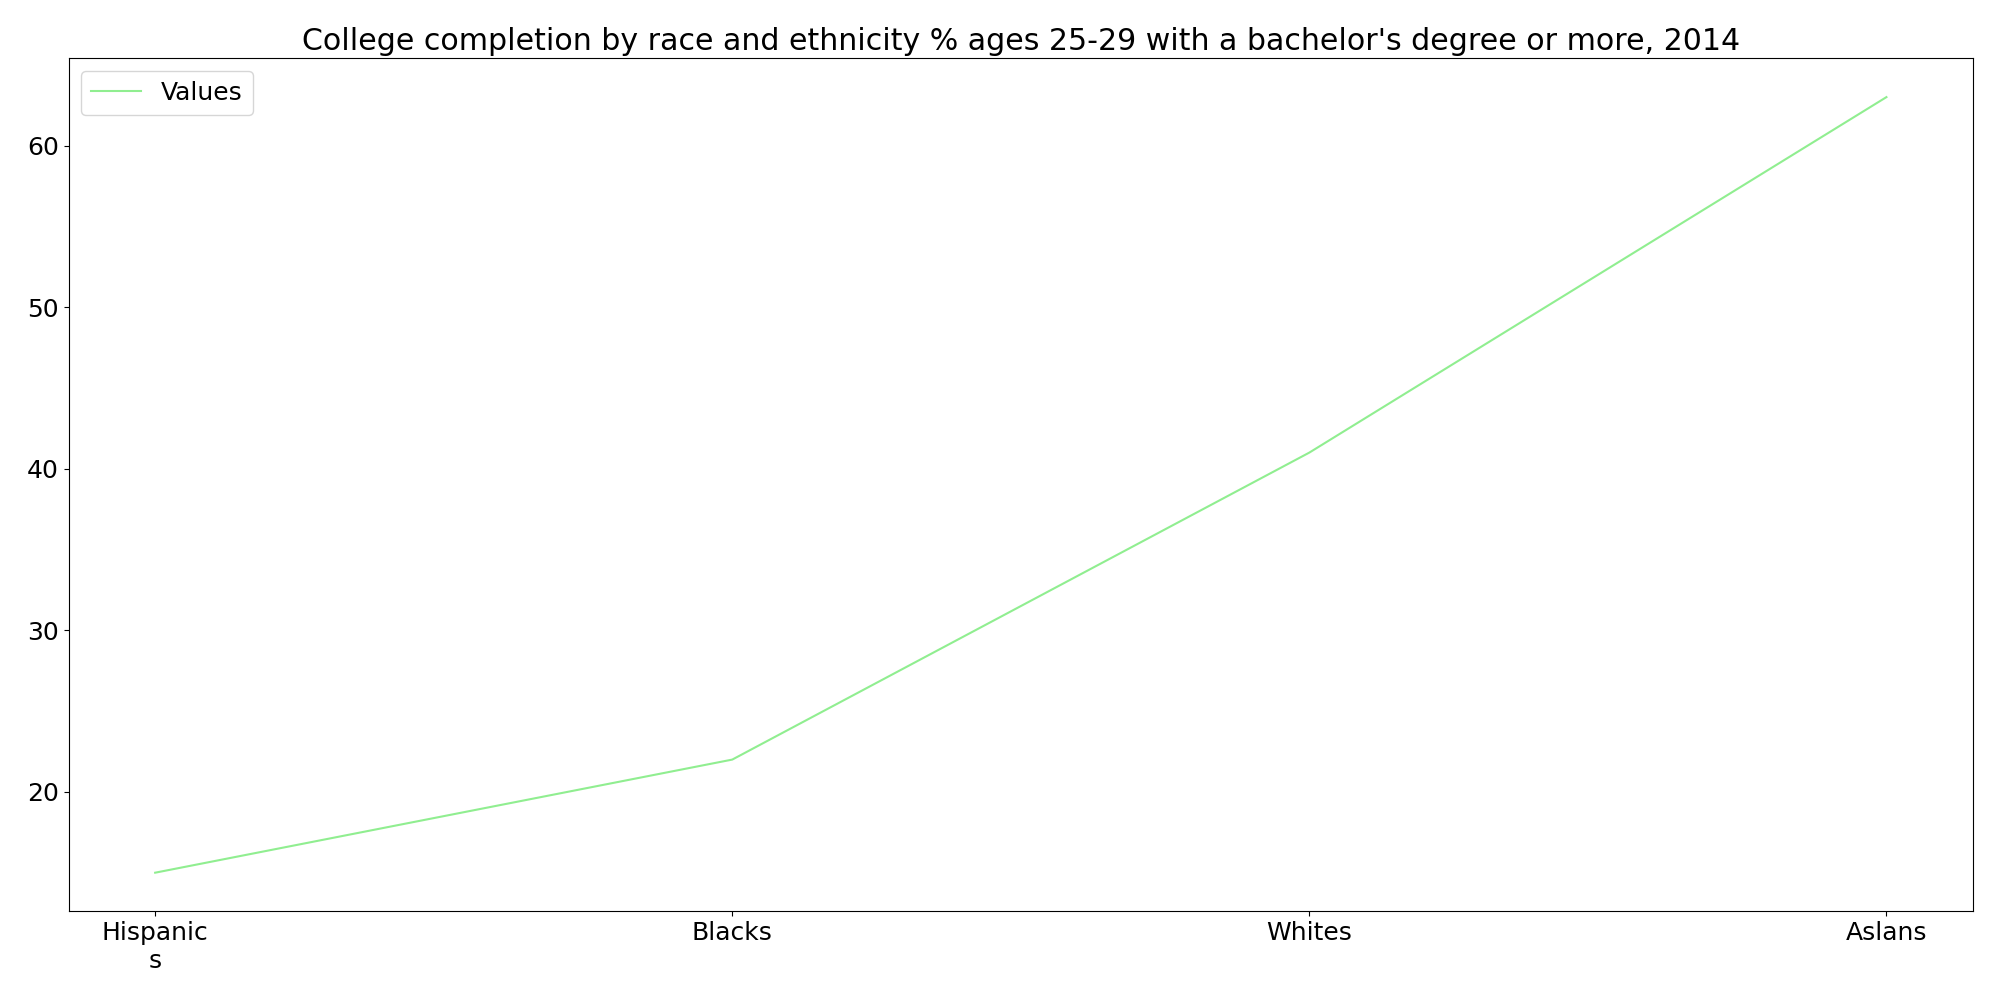 College completion by race and ethnicity % ages 25-29 with a bachelor's degree or more, 2014
Values
60
50
40
30
20
Hispanic
s
Blacks
Whites
Aslans